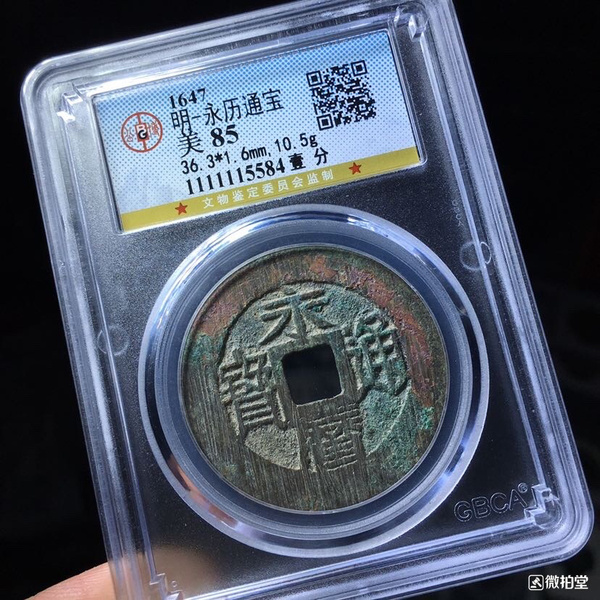 1647
明-永历通宝
美 85
36.3*1.6mm,10.5g
1111115584 壹 分
文物鉴定委员会监制
永曆通寶
GBCA®
微拍堂